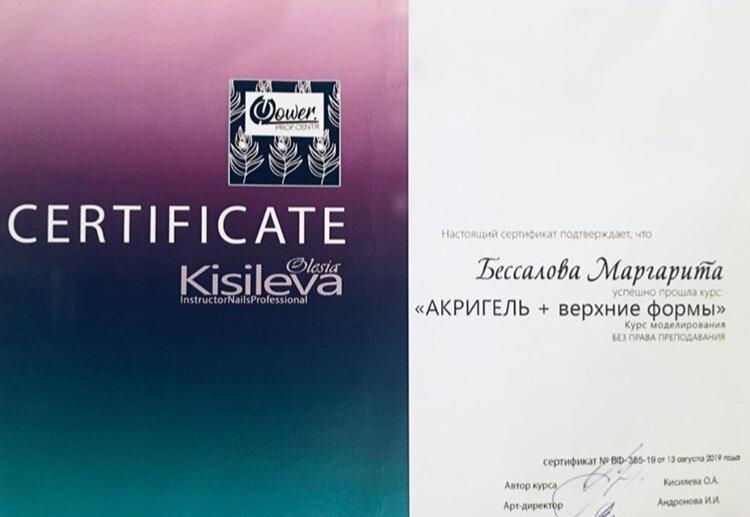 Power.
PROF.CENTR
CERTIFICATE
Olesia
Kisileva
InstructorNailsProfessional
Настоящий сертификат подтверждает, что
Бессалова Маргарита
успешно прошла курс:
«АКРИГЕЛЬ + верхние формы»
Курс моделирования
БЕЗ ПРАВА ПРЕПОДАВАНИЯ
сертификат № ВФ-385-19 от 13 августа 2019 года
Автор курса Кисилева О.А.
Арт-директор Андронова И.И.